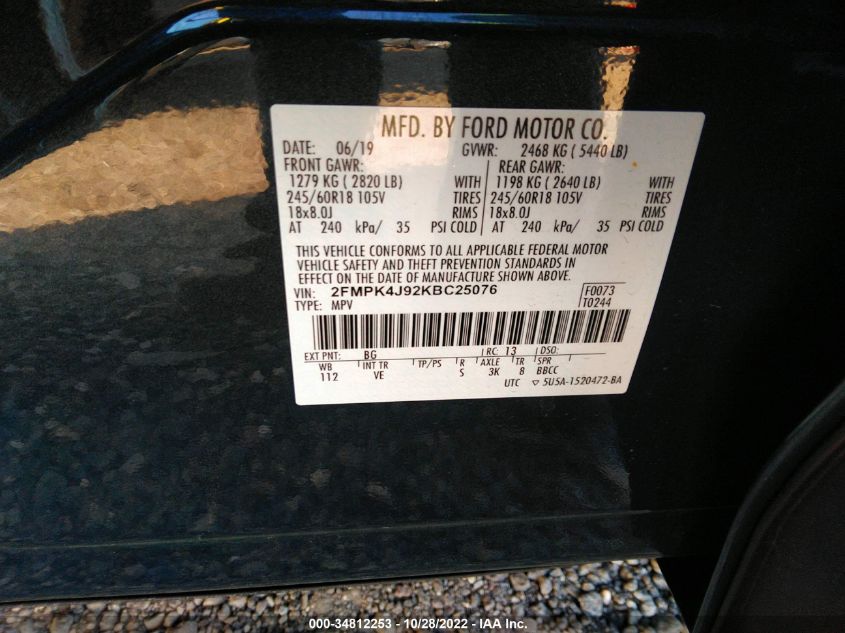 MFD. BY FORD MOTOR CO.
DATE: 06/19 GVWR: 2468 KG ( 5440 LB)
FRONT GAWR: REAR GAWR:
1279 KG ( 2820 LB) WITH 1198 KG ( 2640 LB) WITH
245/60R18 105V TIRES 245/60R18 105V TIRES
18x8.0J RIMS 18x8.0J RIMS
AT 240 kPa/ 35 PSI COLD AT 240 kPa/ 35 PSI COLD
THIS VEHICLE CONFORMS TO ALL APPLICABLE FEDERAL MOTOR
VEHICLE SAFETY AND THEFT PREVENTION STANDARDS IN
EFFECT ON THE DATE OF MANUFACTURE SHOWN ABOVE.
VIN: 2FMPK4J92KBC25076 F0073
TYPE: MPV T0244
EXT PNT: BG RC: 13 DSO:
WB INT TR TP/PS R AXLE TR SPR
112 VE S 3K 8 BBCC
UTC ▽ 5U5A-1520472-BA
000-34812253 - 10/28/2022 - IAA Inc.